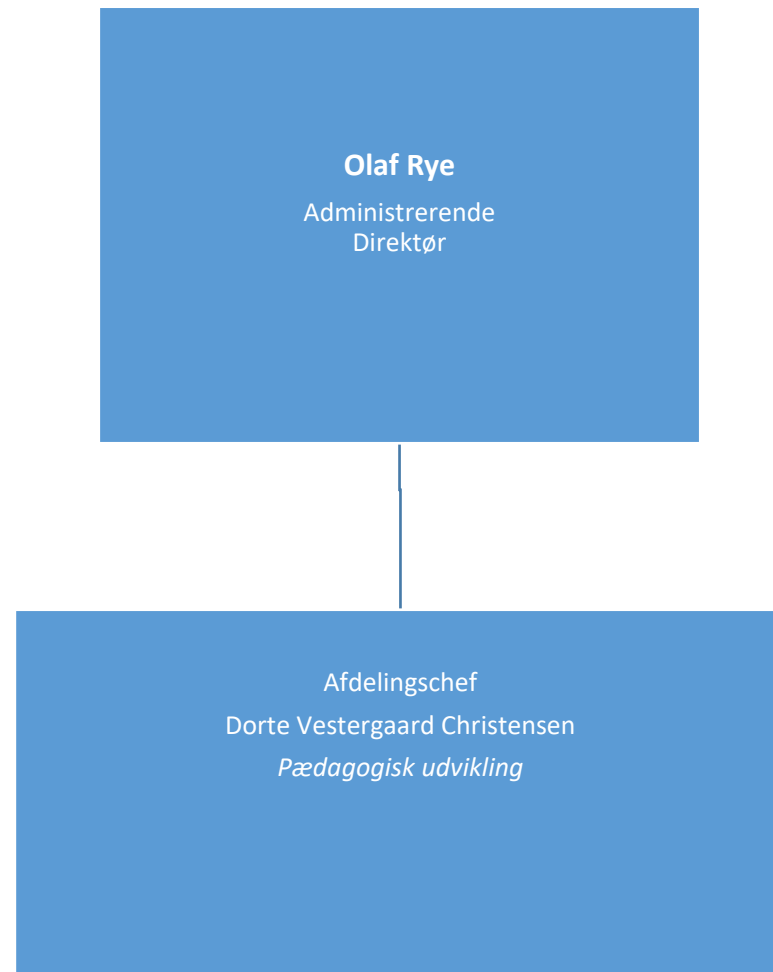 Olaf Rye
Administrerende
Direktør
Afdelingschef
Dorte Vestergaard Christensen
Pædagogisk udvikling